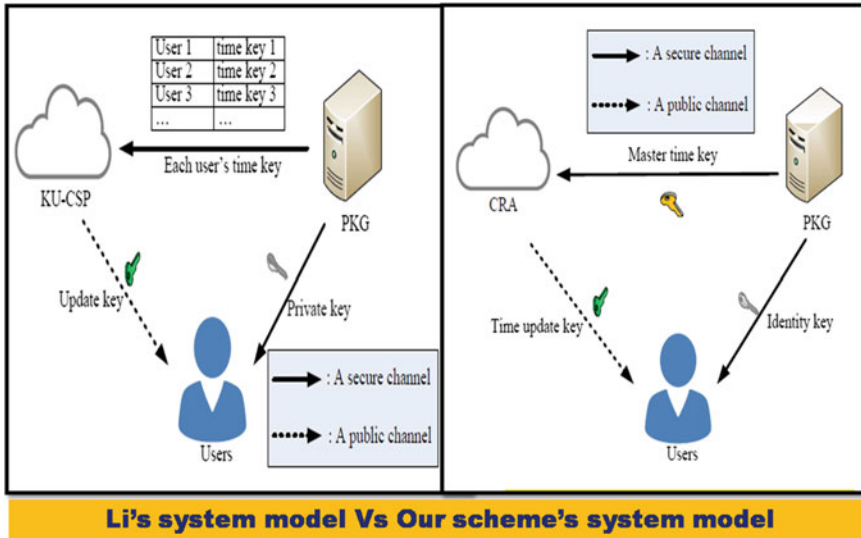 User 1 time key 1
User 2 time key 2
User 3 time key 3
... ...
Each user's time key
KU-CSP
PKG
Update key
Private key
Users
: A secure channel
: A public channel
: A secure channel
: A public channel
Master time key
CRA
PKG
Time update key
Identity key
Users
Li's system model Vs Our scheme's system model